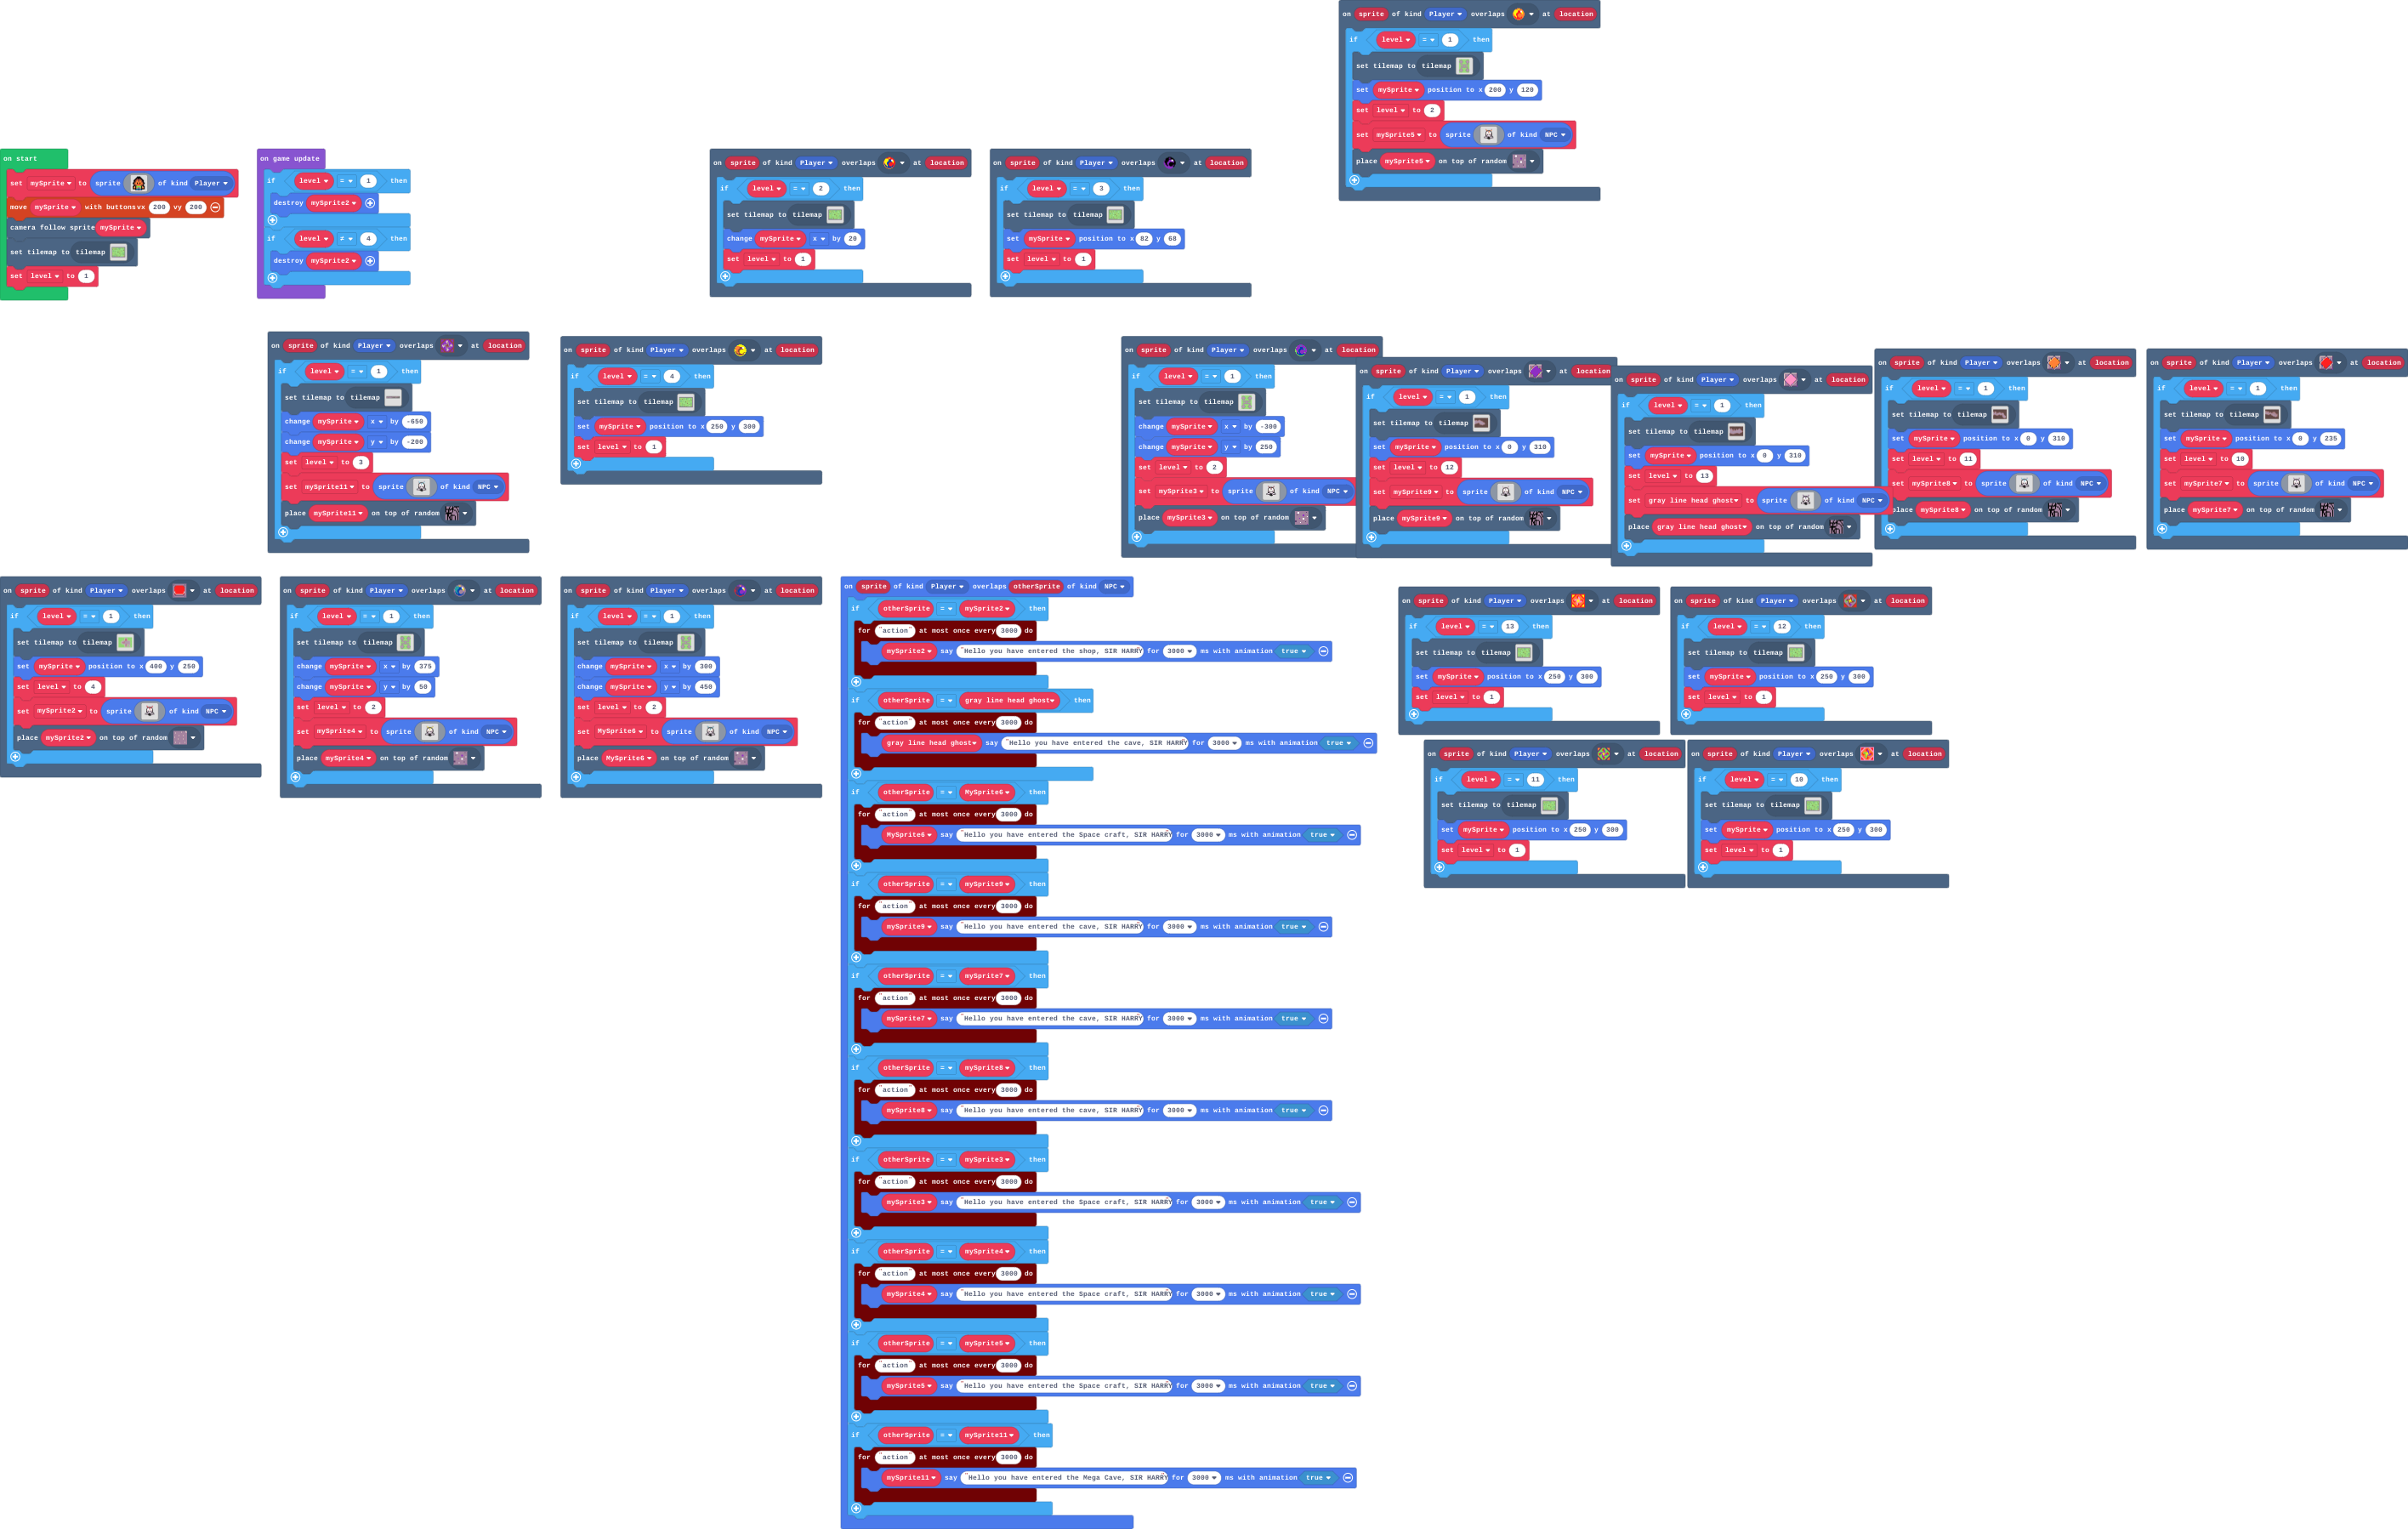 on sprite of kind Player overlaps at location
if level = 1 then
set tilemap to tilemap
set mySprite position to x 200 y 120
set level to 2
set mySprite5 to sprite of kind NPC
place mySprite5 on top of random
on start
set mySprite to sprite of kind Player
move mySprite with buttons vx 200 vy 200
camera follow sprite mySprite
set tilemap to tilemap
set level to 1
on game update
if level = 1 then
destroy mySprite2
if level ≠ 4 then
destroy mySprite2
on sprite of kind Player overlaps at location
if level = 2 then
set tilemap to tilemap
change mySprite x by 20
set level to 1
on sprite of kind Player overlaps at location
if level = 3 then
set tilemap to tilemap
set mySprite position to x 82 y 68
set level to 1
on sprite of kind Player overlaps at location
if level = 1 then
set tilemap to tilemap
change mySprite x by -650
change mySprite y by -200
set level to 3
set mySprite11 to sprite of kind NPC
place mySprite11 on top of random
on sprite of kind Player overlaps at location
if level = 4 then
set tilemap to tilemap
set mySprite position to x 250 y 300
set level to 1
on sprite of kind Player overlaps at location
if level = 1 then
set tilemap to tilemap
change mySprite x by -300
change mySprite y by 250
set level to 2
set mySprite3 to sprite of kind NPC
place mySprite3 on top of random
on sprite of kind Player overlaps at location
if level = 1 then
set tilemap to tilemap
set mySprite position to x 0 y 310
set level to 12
set mySprite9 to sprite of kind NPC
place mySprite9 on top of random
on sprite of kind Player overlaps at location
if level = 1 then
set tilemap to tilemap
set mySprite position to x 0 y 310
set level to 13
set gray line head ghost to sprite of kind NPC
place gray line head ghost on top of random
on sprite of kind Player overlaps at location
if level = 1 then
set tilemap to tilemap
set mySprite position to x 0 y 310
set level to 11
set mySprite8 to sprite of kind NPC
place mySprite8 on top of random
on sprite of kind Player overlaps at location
if level = 1 then
set tilemap to tilemap
set mySprite position to x 0 y 235
set level to 10
set mySprite7 to sprite of kind NPC
place mySprite7 on top of random
on sprite of kind Player overlaps at location
if level = 1 then
set tilemap to tilemap
set mySprite position to x 400 y 250
set level to 4
set mySprite2 to sprite of kind NPC
place mySprite2 on top of random
on sprite of kind Player overlaps at location
if level = 1 then
set tilemap to tilemap
change mySprite x by 375
change mySprite y by 50
set level to 2
set mySprite4 to sprite of kind NPC
place mySprite4 on top of random
on sprite of kind Player overlaps at location
if level = 1 then
set tilemap to tilemap
change mySprite x by 300
change mySprite y by 450
set level to 2
set MySprite6 to sprite of kind NPC
place MySprite6 on top of random
on sprite of kind Player overlaps otherSprite of kind NPC
if otherSprite = mySprite2 then
for "action" at most once every 3000 do
mySprite2 say "Hello you have entered the shop, SIR HARRY for 3000 ms with animation true
if otherSprite = gray line head ghost then
for "action" at most once every 3000 do
gray line head ghost say "Hello you have entered the cave, SIR HARRY for 3000 ms with animation true
if otherSprite = MySprite6 then
for "action" at most once every 3000 do
MySprite6 say "Hello you have entered the Space craft, SIR HARRY for 3000 ms with animation true
if otherSprite = mySprite9 then
for "action" at most once every 3000 do
mySprite9 say "Hello you have entered the cave, SIR HARRY for 3000 ms with animation true
if otherSprite = mySprite7 then
for "action" at most once every 3000 do
mySprite7 say "Hello you have entered the cave, SIR HARRY for 3000 ms with animation true
if otherSprite = mySprite8 then
for "action" at most once every 3000 do
mySprite8 say "Hello you have entered the cave, SIR HARRY for 3000 ms with animation true
if otherSprite = mySprite3 then
for "action" at most once every 3000 do
mySprite3 say "Hello you have entered the Space craft, SIR HARRY for 3000 ms with animation true
if otherSprite = mySprite4 then
for "action" at most once every 3000 do
mySprite4 say "Hello you have entered the Space craft, SIR HARRY for 3000 ms with animation true
if otherSprite = mySprite5 then
for "action" at most once every 3000 do
mySprite5 say "Hello you have entered the Space craft, SIR HARRY for 3000 ms with animation true
if otherSprite = mySprite11 then
for "action" at most once every 3000 do
mySprite11 say "Hello you have entered the Mega Cave, SIR HARRY for 3000 ms with animation true
on sprite of kind Player overlaps at location
if level = 13 then
set tilemap to tilemap
set mySprite position to x 250 y 300
set level to 1
on sprite of kind Player overlaps at location
if level = 12 then
set tilemap to tilemap
set mySprite position to x 250 y 300
set level to 1
on sprite of kind Player overlaps at location
if level = 11 then
set tilemap to tilemap
set mySprite position to x 250 y 300
set level to 1
on sprite of kind Player overlaps at location
if level = 10 then
set tilemap to tilemap
set mySprite position to x 250 y 300
set level to 1